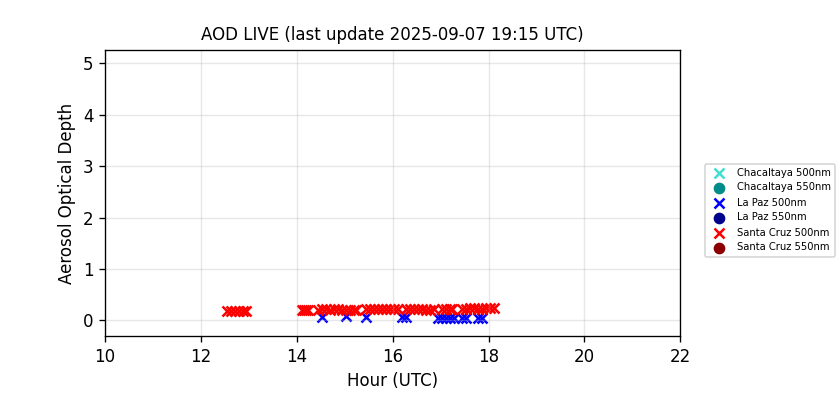 AOD LIVE (last update 2025-09-07 19:15 UTC)
Aerosol Optical Depth
5
4
3
2
1
0
10 12 14 16 18 20 22
Hour (UTC)
Chacaltaya 500nm
Chacaltaya 550nm
La Paz 500nm
La Paz 550nm
Santa Cruz 500nm
Santa Cruz 550nm